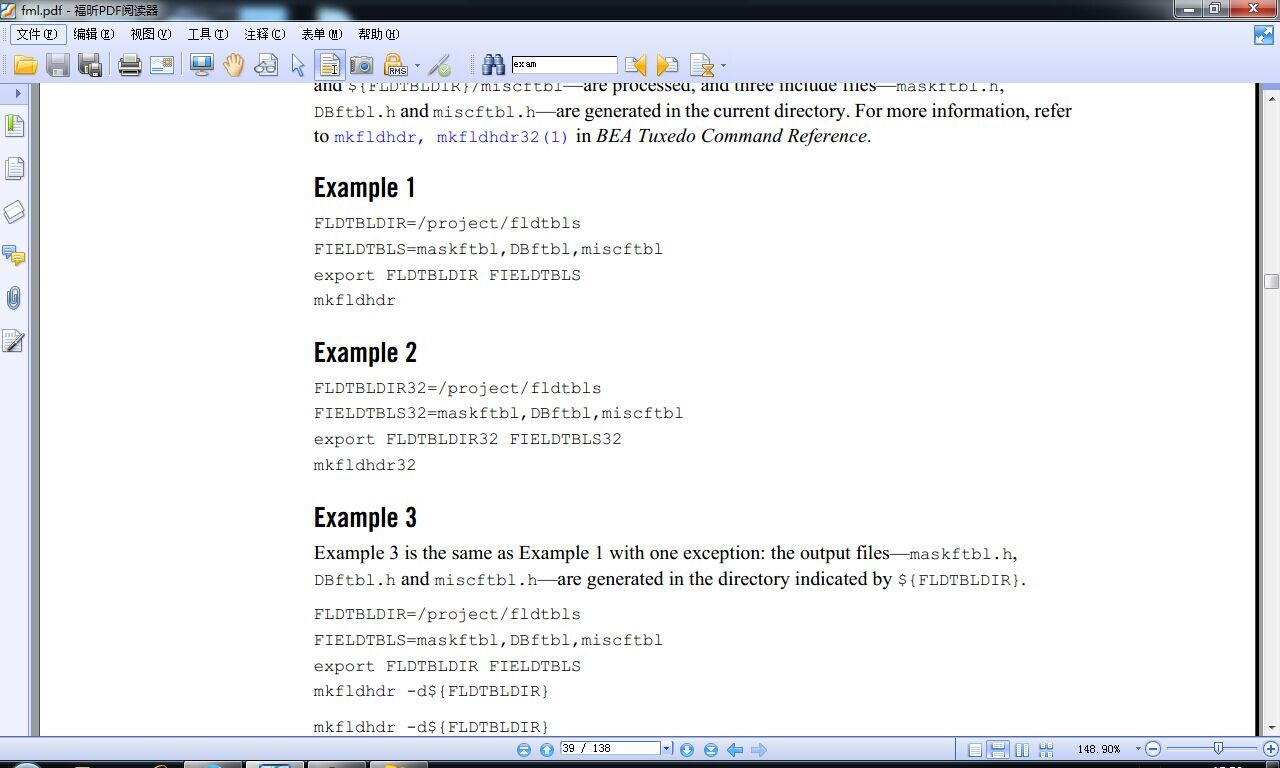 fml.pdf - 福昕PDF阅读器
文件(F) 编辑(E) 视图(V) 工具(T) 注释(C) 表单(M) 帮助(H)
RMS
exam
and ${FLDTBLDIR}/miscftbl—are processed, and three include files—maskftbl.h,
DBftbl.h and miscftbl.h—are generated in the current directory. For more information, refer
to mkfldhdr, mkfldhdr32(1) in BEA Tuxedo Command Reference.
Example 1
FLDTBLDIR=/project/fldtbls
FIELDTBLS=maskftbl,DBftbl,miscftbl
export FLDTBLDIR FIELDTBLS
mkfldhdr
Example 2
FLDTBLDIR32=/project/fldtbls
FIELDTBLS32=maskftbl,DBftbl,miscftbl
export FLDTBLDIR32 FIELDTBLS32
mkfldhdr32
Example 3
Example 3 is the same as Example 1 with one exception: the output files—maskftbl.h,
DBftbl.h and miscftbl.h—are generated in the directory indicated by ${FLDTBLDIR}.
FLDTBLDIR=/project/fldtbls
FIELDTBLS=maskftbl,DBftbl,miscftbl
export FLDTBLDIR FIELDTBLS
mkfldhdr -d${FLDTBLDIR}
mkfldhdr -d${FLDTBLDIR}
39 / 138
148.90%